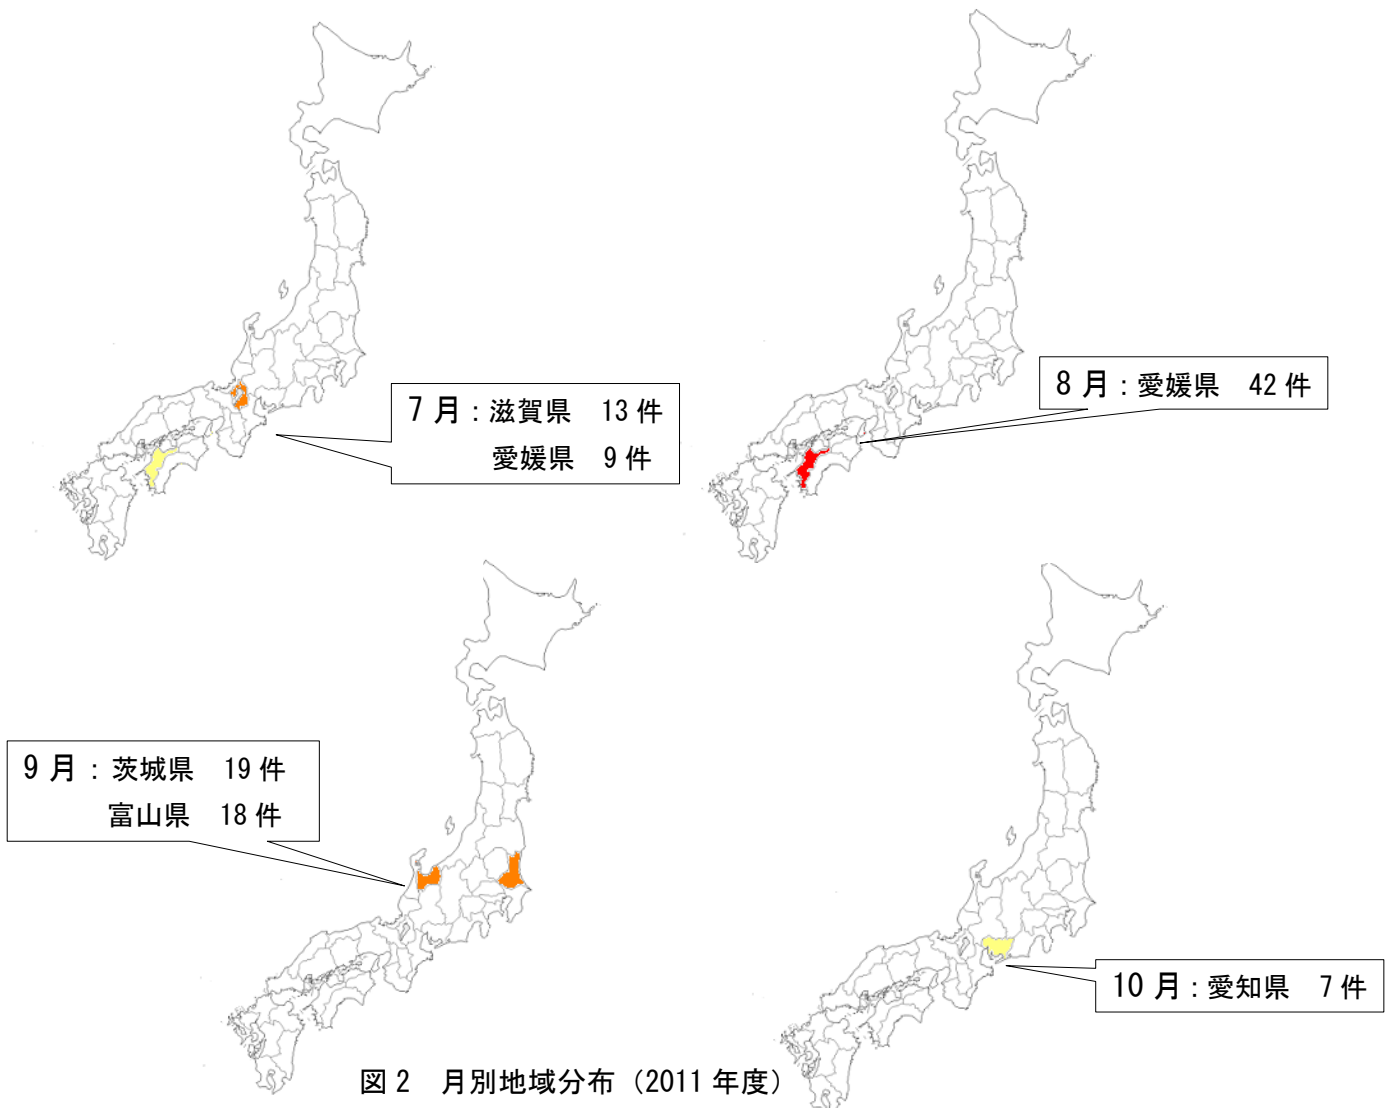 7 月：滋賀県　13 件
愛媛県　9 件
8 月：愛媛県　42 件
9 月：茨城県　19 件
富山県　18 件
10 月：愛知県　7 件
図 2　月別地域分布（2011 年度）